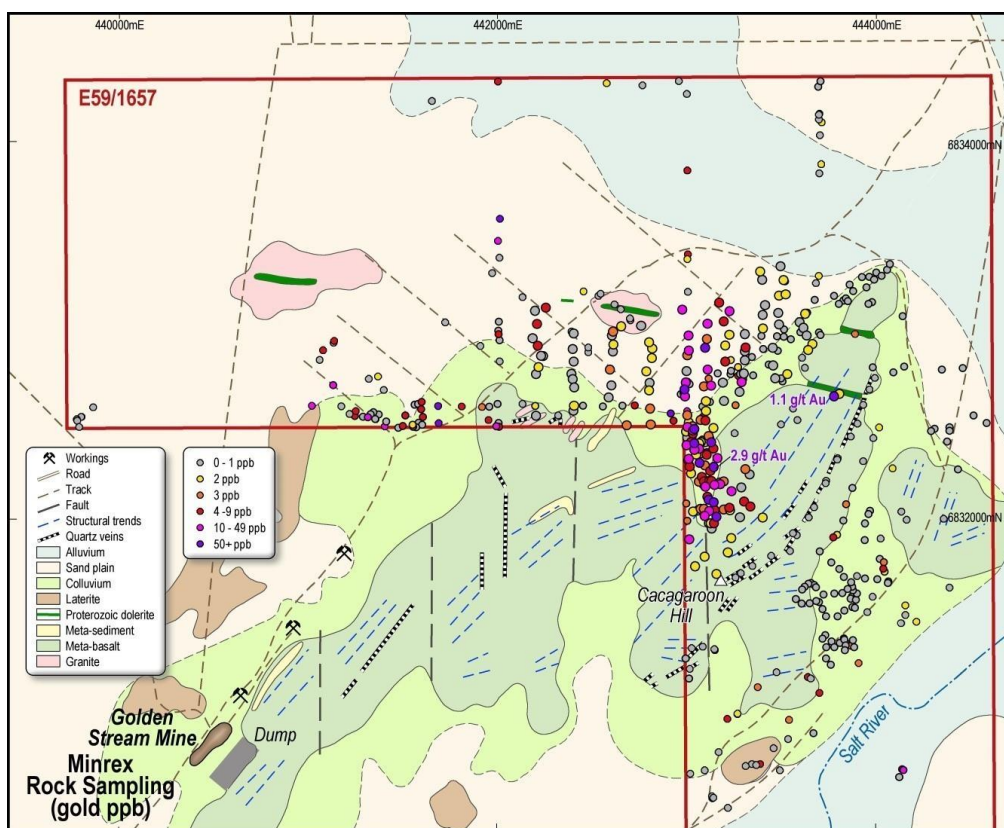 440000mE
442000mE
444000mE
E59/1657
6834000mN
1.1 g/t Au
2.9 g/t Au
Workings
Road
Track
Fault
Structural trends
Quartz veins
Alluvium
Sand plain
Colluvium
Laterite
Proterozoic dolerite
Meta-sediment
Meta-basalt
Granite
0 - 1 ppb
2 ppb
3 ppb
4 -9 ppb
10 - 49 ppb
50+ ppb
6832000mN
Cacagaroon
Hill
Golden
Stream Mine
Dump
Salt River
Minrex
Rock Sampling
(gold ppb)